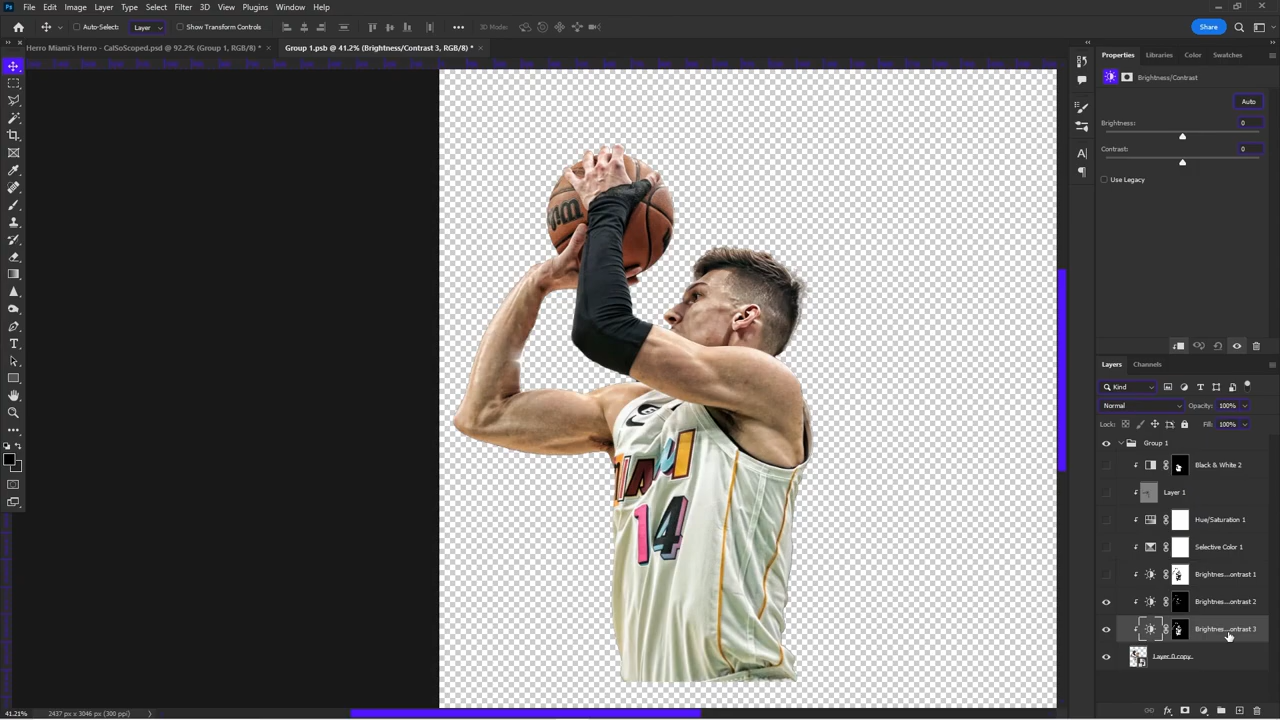 Ps File Edit Image Layer Type Select Filter 3D View Plugins Window Help
Auto-Select: Layer Show Transform Controls 3D Mode: Share
Herro Miami's Herro - CalSoScoped.psd @ 92.2% (Group 1, RGB/8) * × Group 1.psb @ 41.2% (Brightness/Contrast 3, RGB/8) * ×
Properties Libraries Color Swatches
Brightness/Contrast
Auto
Brightness: 0
Contrast: 0
Use Legacy
MIAMI
14
Layers Channels
Kind
Normal Opacity: 100%
Lock: Fill: 100%
Group 1
Black & White 2
Layer 1
Hue/Saturation 1
Selective Color 1
Brightnes...ontrast 1
Brightnes...ontrast 2
Brightnes...ontrast 3
Layer 0 copy
41.21% 2437 px x 3046 px (300 ppi)